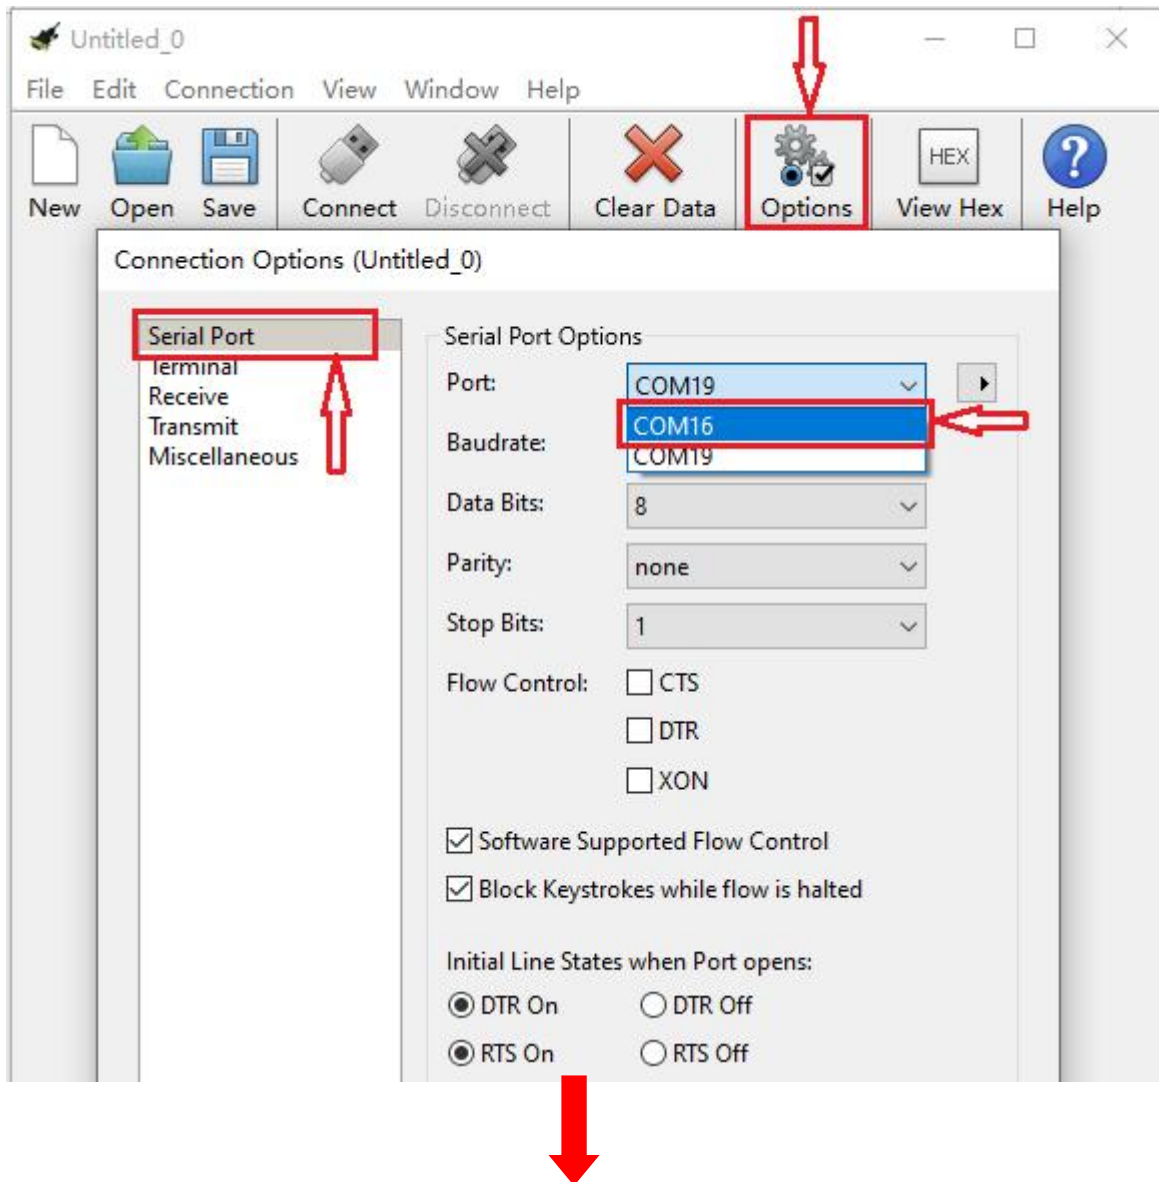 Untitled_0
File Edit Connection View Window Help
HEX
?
New Open Save Connect Disconnect Clear Data Options View Hex Help
Connection Options (Untitled_0)
Serial Port
Terminal
Receive
Transmit
Miscellaneous
Serial Port Options
Port: COM19
COM16
COM19
Baudrate:
Data Bits: 8
Parity: none
Stop Bits: 1
Flow Control: CTS
DTR
XON
Software Supported Flow Control
Block Keystrokes while flow is halted
Initial Line States when Port opens:
DTR On DTR Off
RTS On RTS Off